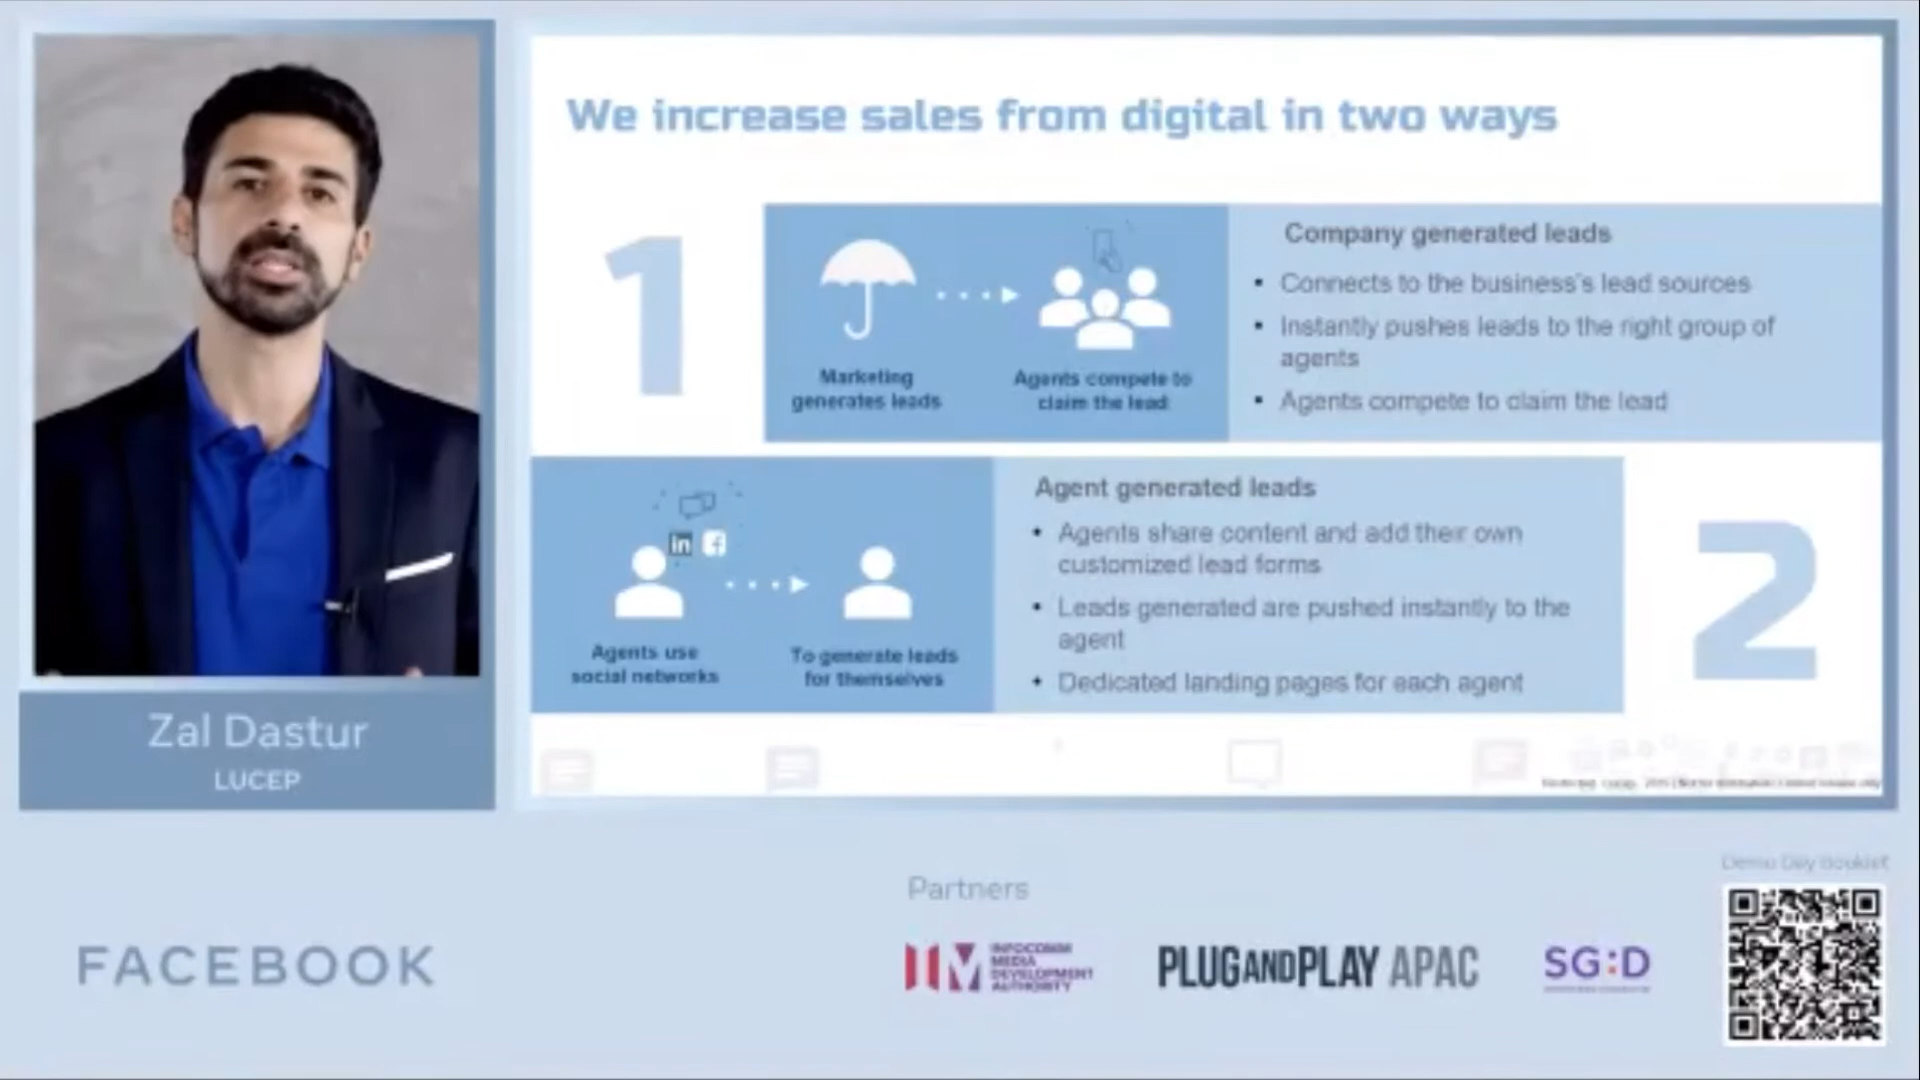 We increase sales from digital in two ways
1
Marketing
generates leads
Agents compete to
claim the lead
Company generated leads
• Connects to the business's lead sources
• Instantly pushes leads to the right group of
agents
• Agents compete to claim the lead
in f
Agents use
social networks
To generate leads
for themselves
Agent generated leads
• Agents share content and add their own
customized lead forms
• Leads generated are pushed instantly to the
agent
• Dedicated landing pages for each agent
2
Zal Dastur
LUCEP
FACEBOOK
Partners
INFOCOMM
MEDIA
DEVELOPMENT
AUTHORITY
PLUGANDPLAY APAC
SG:D
Demo Day Booklet